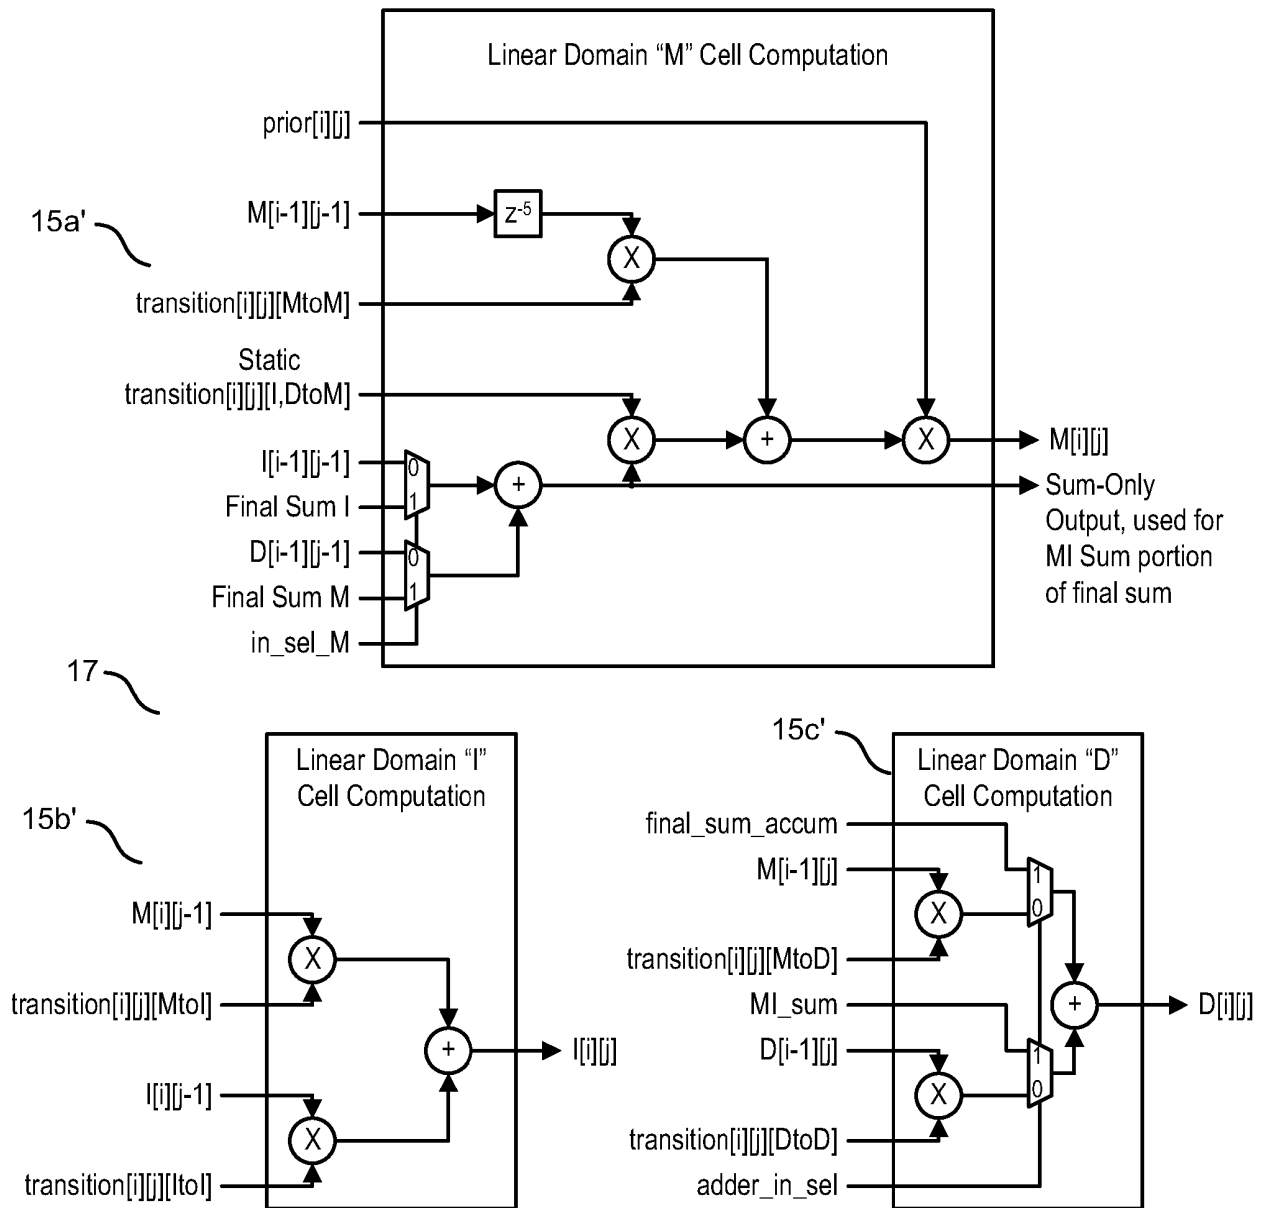 Linear Domain “M” Cell Computation
prior[i][j]
M[i-1][j-1]
z-5
15a'
X
transition[i][j][MtoM]
Static
transition[i][j][I,DtoM]
X
+
X
M[i][j]
I[i-1][j-1]
0
+
Sum-Only
Final Sum I
1
Output, used for
D[i-1][j-1]
0
MI Sum portion
Final Sum M
1
of final sum
in_sel_M
17
15c'
Linear Domain “I”
Cell Computation
15b'
M[i][j-1]
X
transition[i][j][MtoI]
+
I[i][j]
I[i][j-1]
X
transition[i][j][ItoI]
Linear Domain “D”
Cell Computation
final_sum_accum
M[i-1][j]
1
X
0
transition[i][j][MtoD]
MI_sum
+
D[i][j]
D[i-1][j]
1
X
0
transition[i][j][DtoD]
adder_in_sel